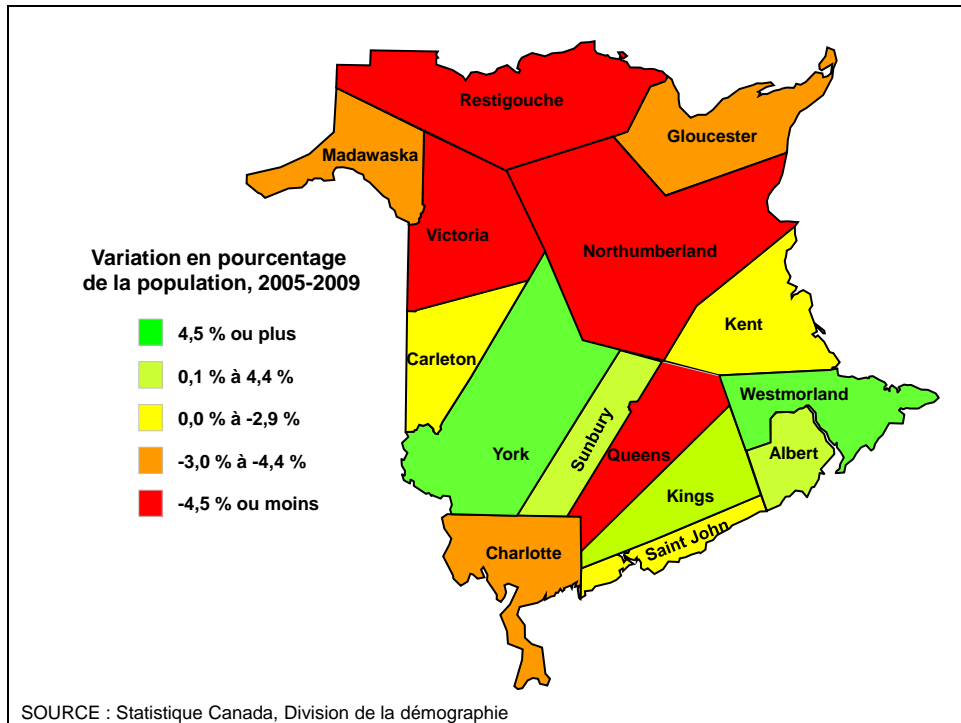 Restigouche
Gloucester
Madawaska
Victoria
Northumberland
Variation en pourcentage
de la population, 2005-2009
4,5 % ou plus
0,1 % à 4,4 %
0,0 % à -2,9 %
-3,0 % à -4,4 %
-4,5 % ou moins
Kent
Carleton
Westmorland
York
Sunbury
Queens
Albert
Kings
Saint John
Charlotte
SOURCE : Statistique Canada, Division de la démographie